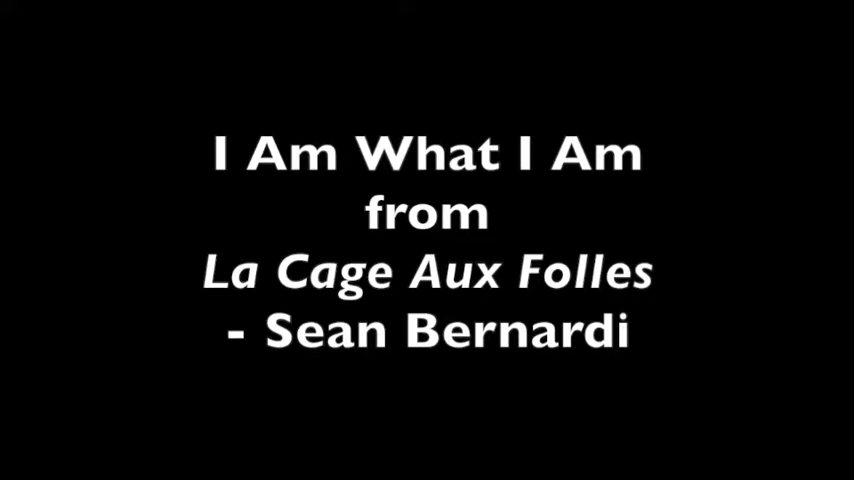 I Am What I Am
from
La Cage Aux Folles
- Sean Bernardi